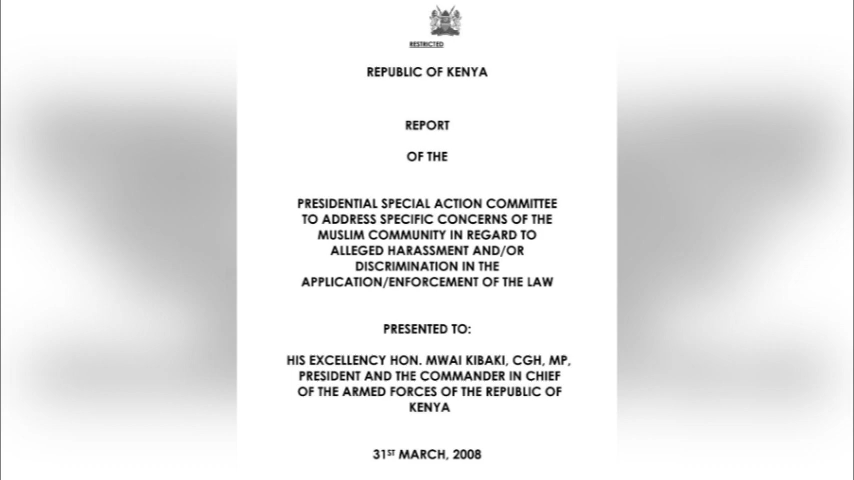 RESTRICTED
REPUBLIC OF KENYA
REPORT
OF THE
PRESIDENTIAL SPECIAL ACTION COMMITTEE
TO ADDRESS SPECIFIC CONCERNS OF THE
MUSLIM COMMUNITY IN REGARD TO
ALLEGED HARASSMENT AND/OR
DISCRIMINATION IN THE
APPLICATION/ENFORCEMENT OF THE LAW
PRESENTED TO:
HIS EXCELLENCY HON. MWAI KIBAKI, CGH, MP,
PRESIDENT AND THE COMMANDER IN CHIEF
OF THE ARMED FORCES OF THE REPUBLIC OF
KENYA
31ST MARCH, 2008